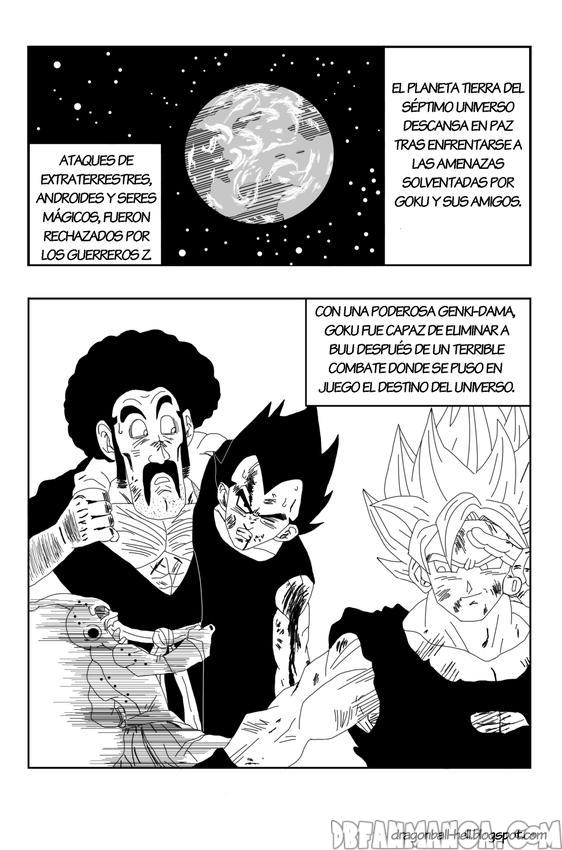 EL PLANETA TIERRA DEL
SÉPTIMO UNIVERSO
DESCANSA EN PAZ
TRAS ENFRENTARSE A
LAS AMENAZAS
SOLVENTADAS POR
GOKU Y SUS AMIGOS.
ATAQUES DE
EXTRATERRESTRES,
ANDROIDES Y SERES
MÁGICOS, FUERON
RECHAZADOS POR
LOS GUERREROS Z.
CON UNA PODEROSA GENKI-DAMA,
GOKU FUE CAPAZ DE ELIMINAR A
BUU DESPUÉS DE UN TERRIBLE
COMBATE DONDE SE PUSO EN
JUEGO EL DESTINO DEL UNIVERSO.
dragonball-hell.blogspot.com
DBFANMANGA.COM